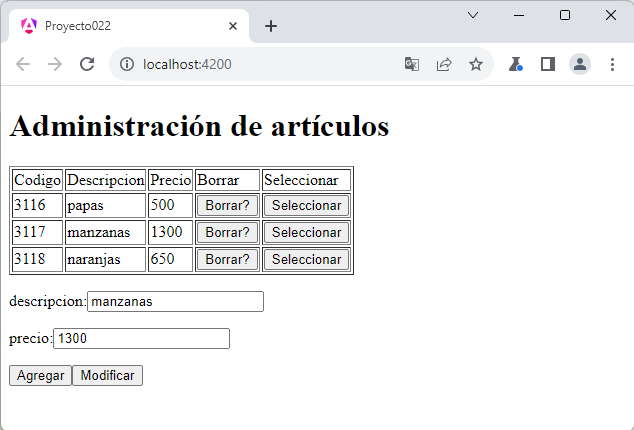 Proyecto022
localhost:4200
Administración de artículos
Codigo Descripcion Precio Borrar Seleccionar
3116 papas 500 Borrar? Seleccionar
3117 manzanas 1300 Borrar? Seleccionar
3118 naranjas 650 Borrar? Seleccionar
descripcion: manzanas
precio: 1300
Agregar Modificar